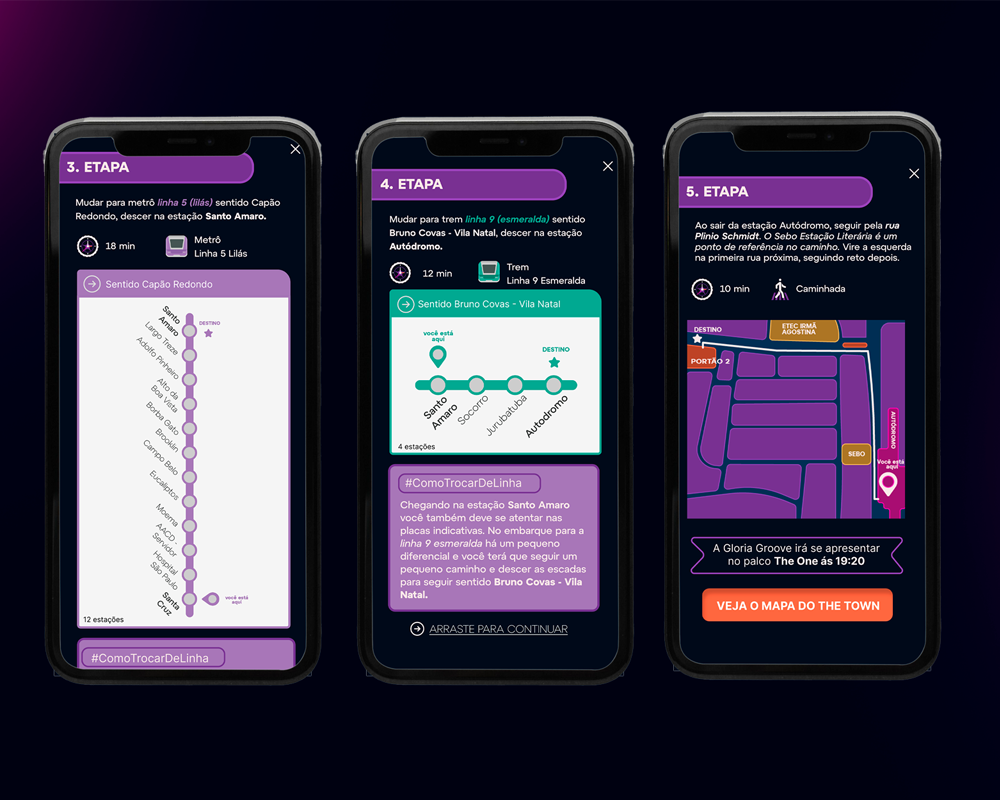 3. ETAPA
Mudar para metrô linha 5 (lilás) sentido Capão
Redondo, descer na estação Santo Amaro.
18 min
Metrô
Linha 5 Lilás
Sentido Capão Redondo
Santo
Amaro
DESTINO
Largo Treze
Adolfo Pinheiro
Alto da
Boa Vista
Borba Gato
Brooklin
Campo Belo
Eucaliptos
Moema
AACD -
Servidor
Hospital
São Paulo
Santa
Cruz
você está
aqui
12 estações
#ComoTrocarDeLinha
4. ETAPA
Mudar para trem linha 9 (esmeralda) sentido
Bruno Covas - Vila Natal, descer na estação
Autódromo.
12 min
Trem
Linha 9 Esmeralda
Sentido Bruno Covas - Vila Natal
você está
aqui
DESTINO
Santo
Amaro
Socorro
Jurubatuba
Autódromo
4 estações
#ComoTrocarDeLinha
Chegando na estação Santo Amaro
você também deve se atentar nas
placas indicativas. No embarque para a
linha 9 esmeralda há um pequeno
diferencial e você terá que seguir um
pequeno caminho e descer as escadas
para seguir sentido Bruno Covas - Vila
Natal.
ARRASTE PARA CONTINUAR
5. ETAPA
Ao sair da estação Autódromo, seguir pela rua
Plinio Schmidt. O Sebo Estação Literária é um
ponto de referência no caminho. Vire a esquerda
na primeira rua próxima, seguindo reto depois.
10 min
Caminhada
DESTINO
ETEC IRMÃ
AGOSTINA
PORTÃO 2
AUTÓDROMO
SEBO
Você está
aqui
A Gloria Groove irá se apresentar
no palco The One ás 19:20
VEJA O MAPA DO THE TOWN